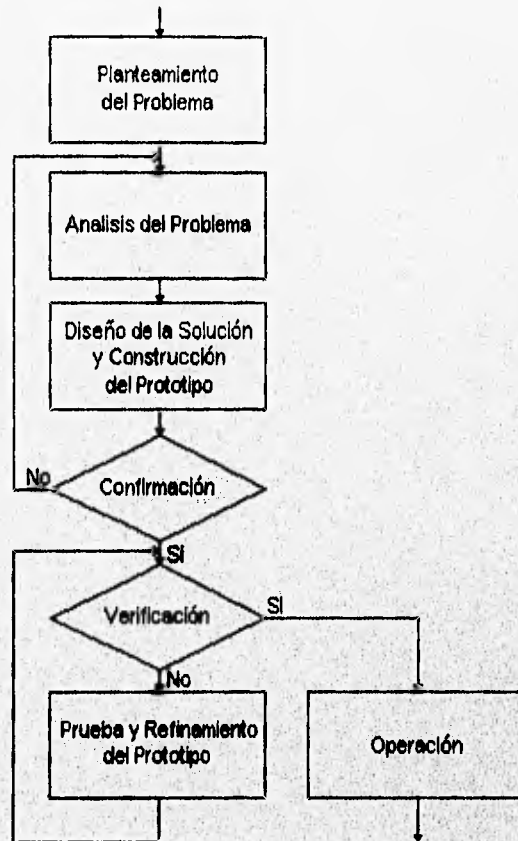 Planteamiento
del Problema
Analisis del Problema
Diseño de la Solución
y Construcción
del Prototipo
No
Confirmación
Si
Verificación
Si
No
Prueba y Refinamiento
del Prototipo
Operación